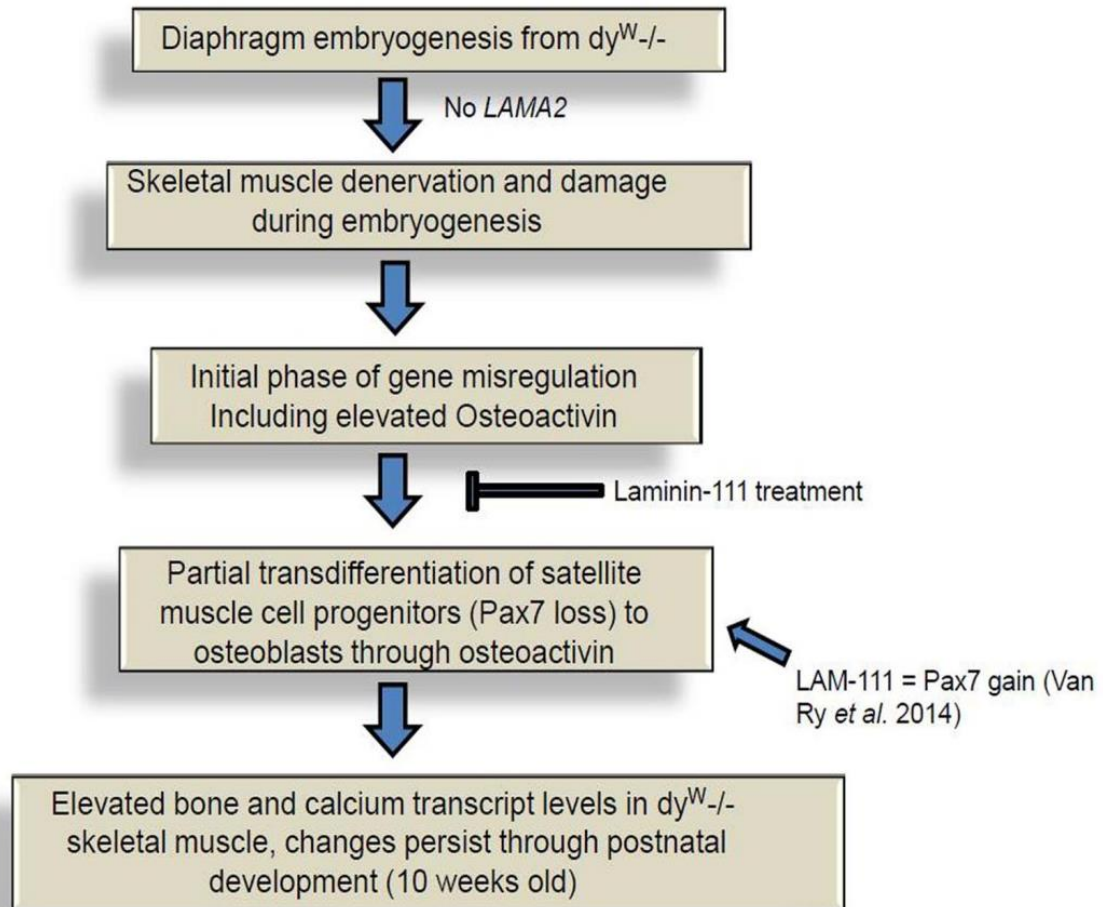 Diaphragm embryogenesis from dyW-/-
No LAMA2
Skeletal muscle denervation and damage
during embryogenesis
Initial phase of gene misregulation
Including elevated Osteoactivin
Laminin-111 treatment
Partial transdifferentiation of satellite
muscle cell progenitors (Pax7 loss) to
osteoblasts through osteoactivin
LAM-111 = Pax7 gain (Van
Ry et al. 2014)
Elevated bone and calcium transcript levels in dyW-/-
skeletal muscle, changes persist through postnatal
development (10 weeks old)